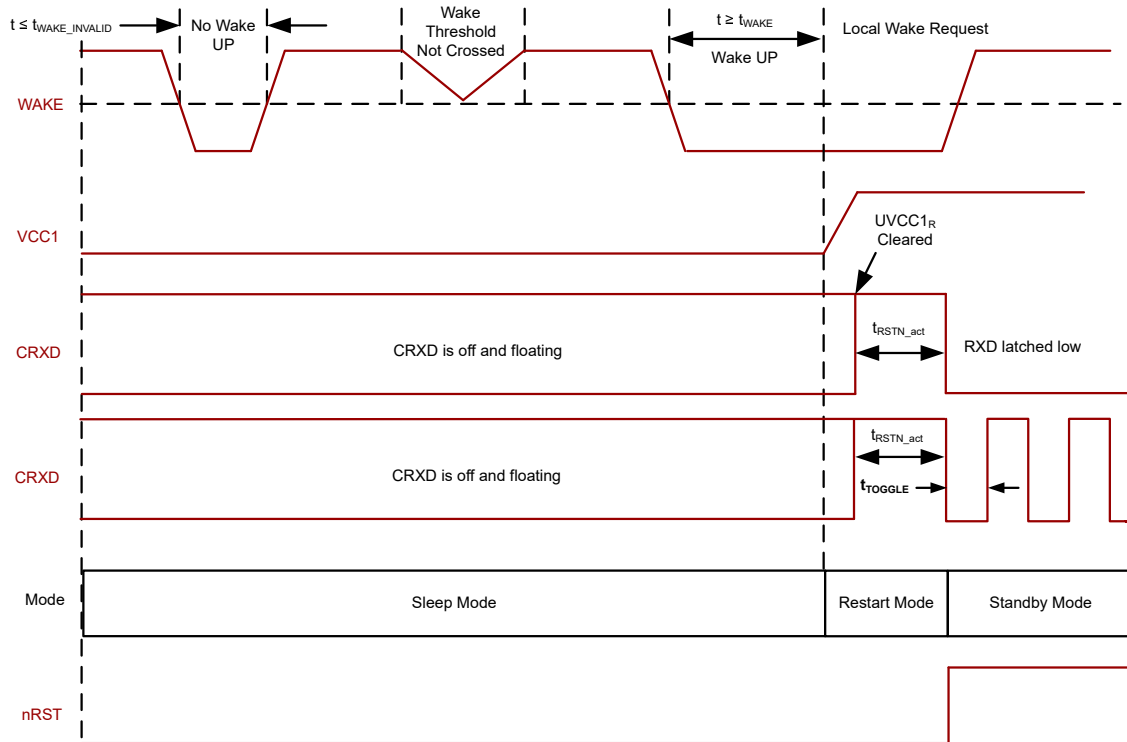 t ≤ tWAKE_INVALID
No Wake
UP
Wake
Threshold
Not Crossed
t ≥ tWAKE
Wake UP
Local Wake Request
WAKE
VCC1
UVCC1R
Cleared
CRXD
CRXD is off and floating
tRSTN_act
RXD latched low
CRXD
CRXD is off and floating
tRSTN_act
tTOGGLE
Mode
Sleep Mode
Restart Mode
Standby Mode
nRST